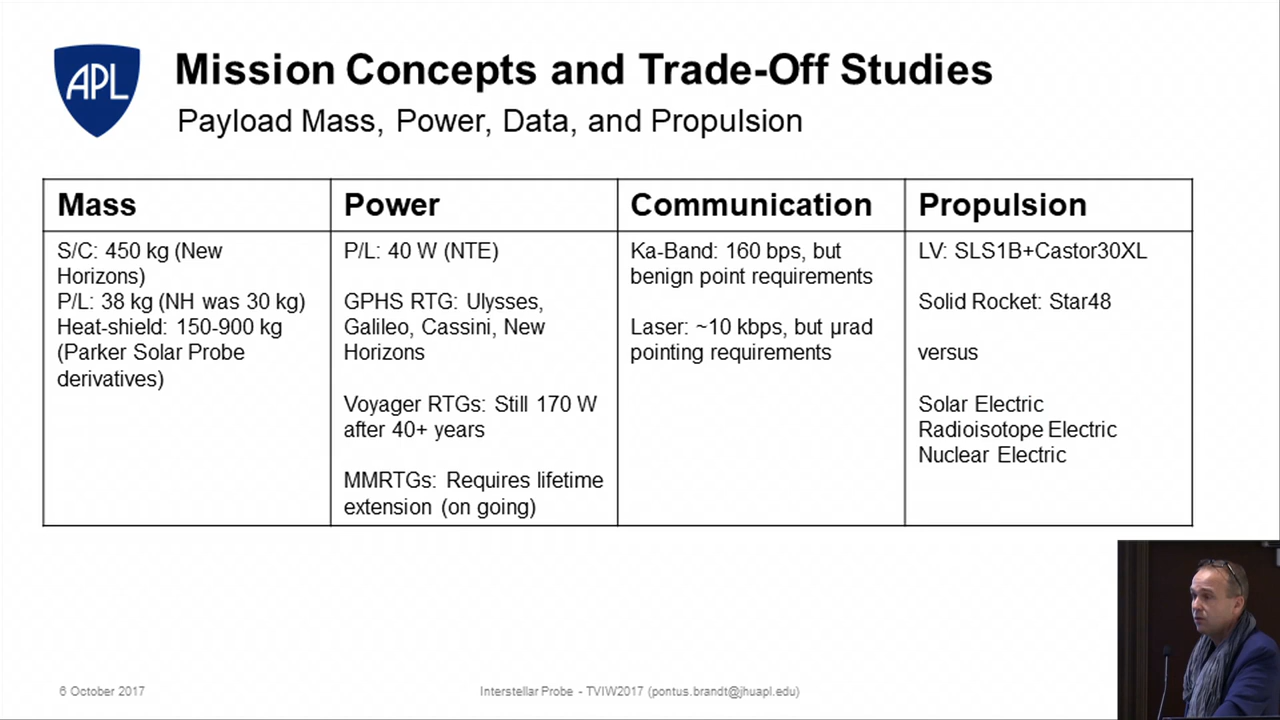 APL
Mission Concepts and Trade-Off Studies
Payload Mass, Power, Data, and Propulsion
Mass
S/C: 450 kg (New
Horizons)
P/L: 38 kg (NH was 30 kg)
Heat-shield: 150-900 kg
(Parker Solar Probe
derivatives)
Power
P/L: 40 W (NTE)
GPHS RTG: Ulysses,
Galileo, Cassini, New
Horizons
Voyager RTGs: Still 170 W
after 40+ years
MMRTGs: Requires lifetime
extension (on going)
Communication
Ka-Band: 160 bps, but
benign point requirements
Laser: ~10 kbps, but µrad
pointing requirements
Propulsion
LV: SLS1B+Castor30XL
Solid Rocket: Star48
versus
Solar Electric
Radioisotope Electric
Nuclear Electric
6 October 2017
Interstellar Probe - TVIW2017 (pontus.brandt@jhuapl.edu)